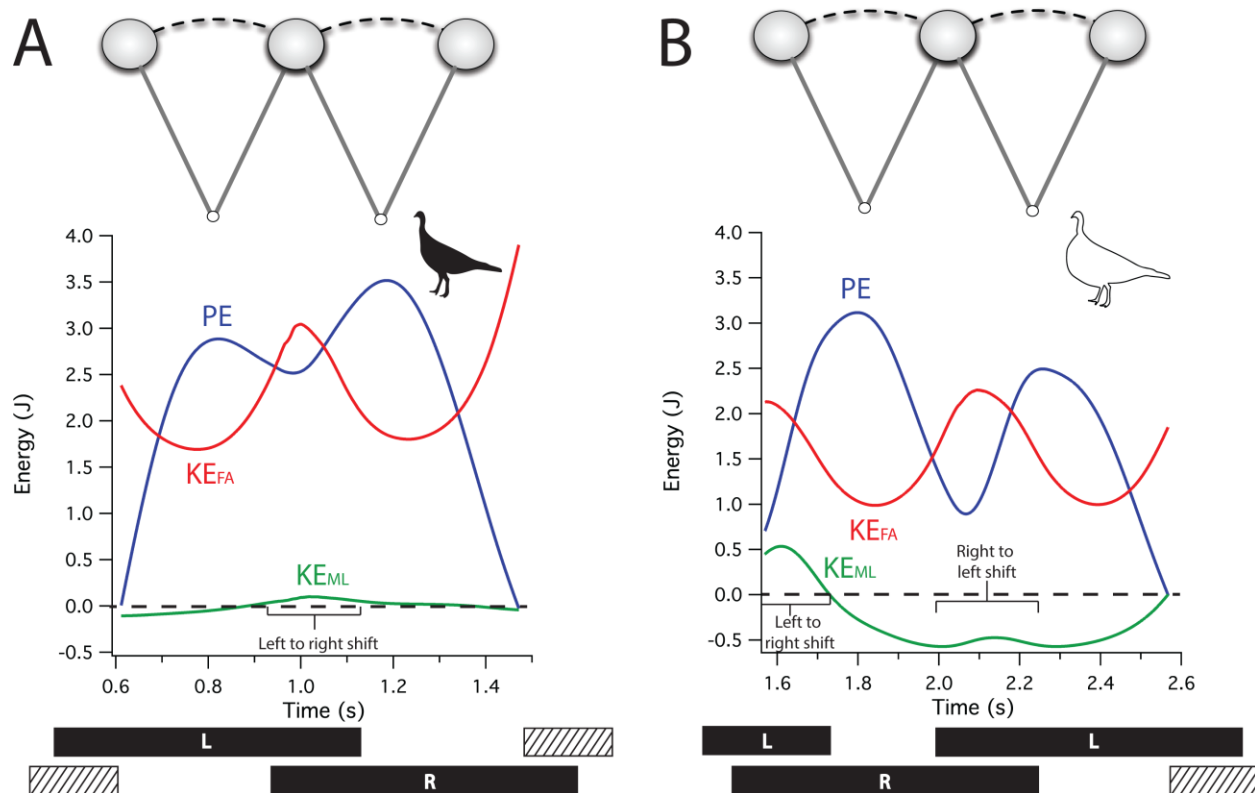 A
4.0
3.5
3.0
2.5
2.0
1.5
1.0
0.5
0.0
-0.5
Energy (J)
PE
KEFA
KEML
Left to right shift
0.6
0.8
1.0
1.2
1.4
Time (s)
L
R
B
4.0
3.5
3.0
2.5
2.0
1.5
1.0
0.5
0.0
-0.5
Energy (J)
PE
KEFA
KEML
Right to
left shift
Left to
right shift
1.6
1.8
2.0
2.2
2.4
2.6
Time (s)
L
L
R